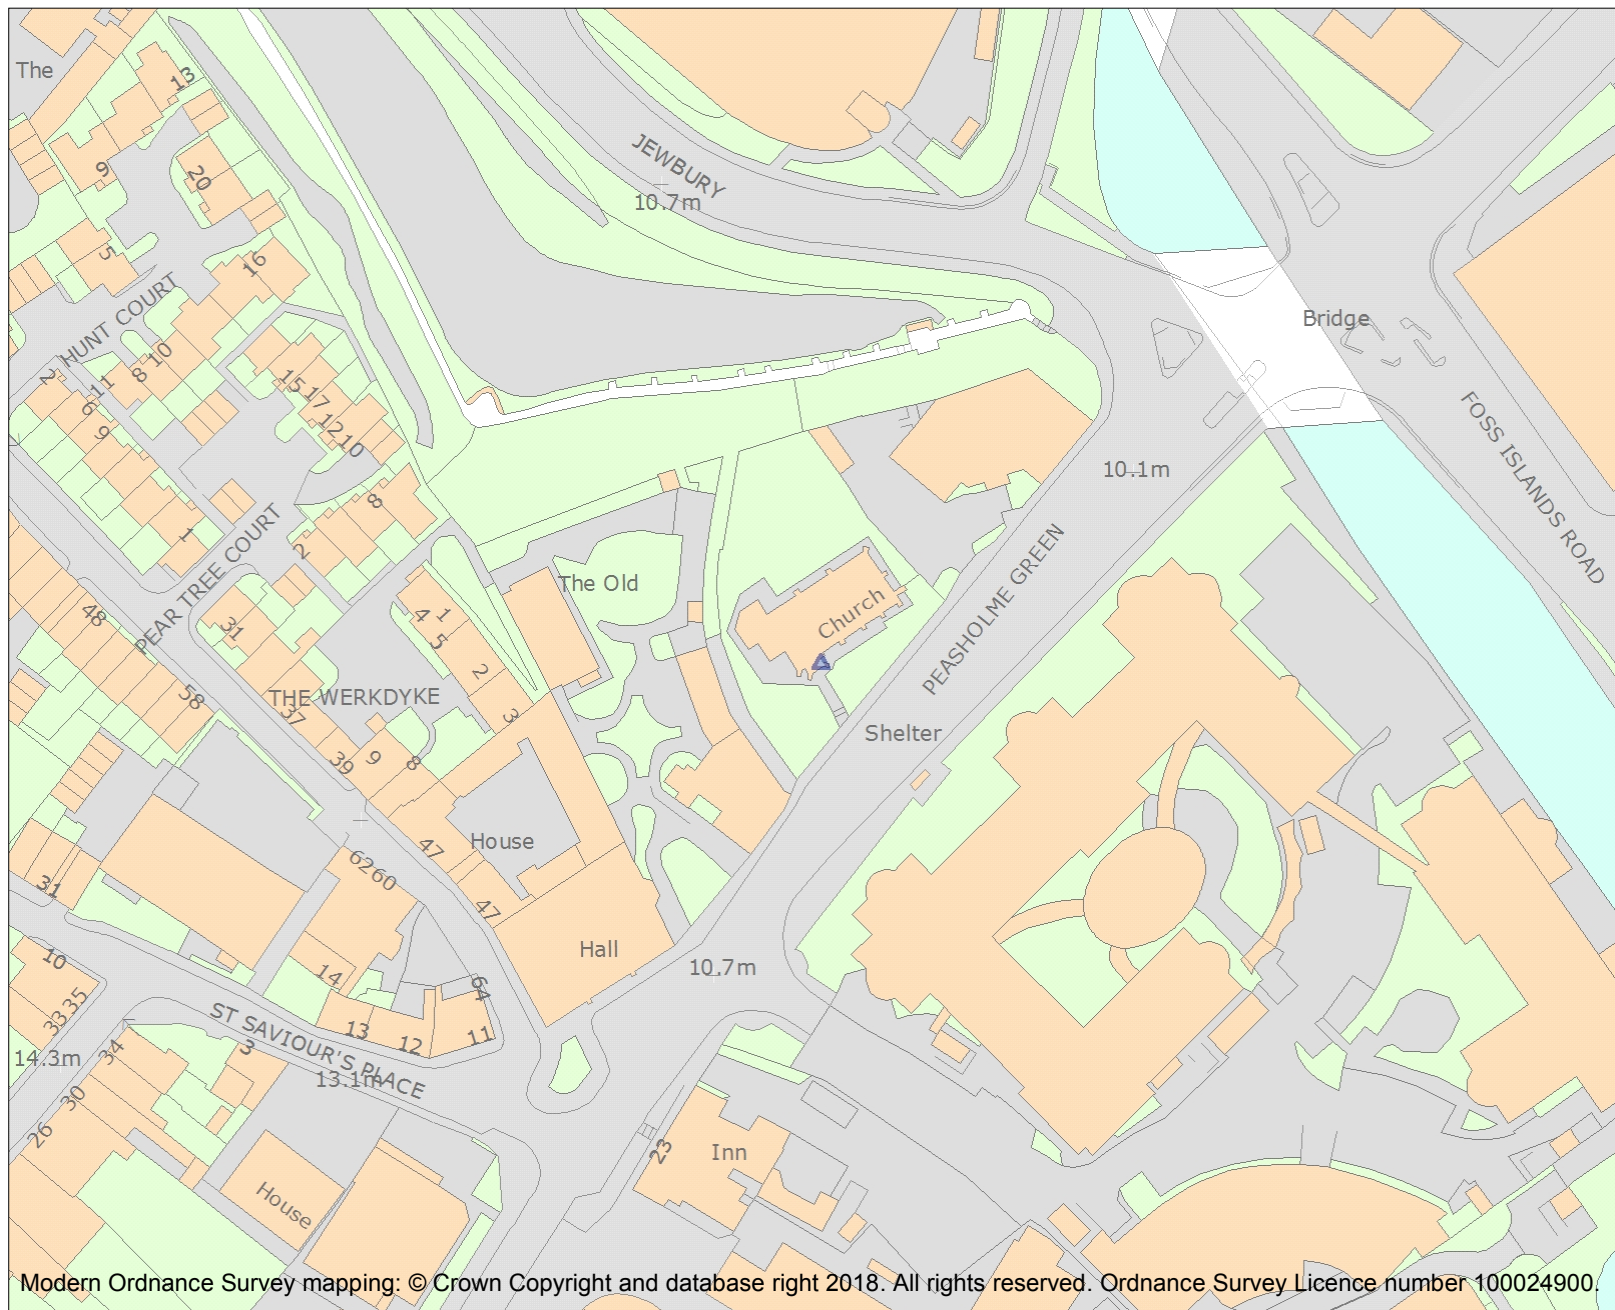 The
13
9
20
5
16
HUNT COURT
2
11
8
10
6
9
15
17
12
10
1
8
2
PEAR TREE COURT
JEWBURY
10.7m
Bridge
FOSS ISLANDS ROAD
10.1m
PEASHOLME GREEN
The Old
Church
Shelter
48
58
31
THE WERKDYKE
37
39
9
8
4
1
5
2
3
House
47
47
62
60
Hall
10.7m
31
10
35
33
14.3m
34
30
26
3
14
13
12
11
64
ST SAVIOUR'S PLACE
13.1m
House
23
Inn
Modern Ordnance Survey mapping: © Crown Copyright and database right 2018. All rights reserved. Ordnance Survey Licence number 100024900.